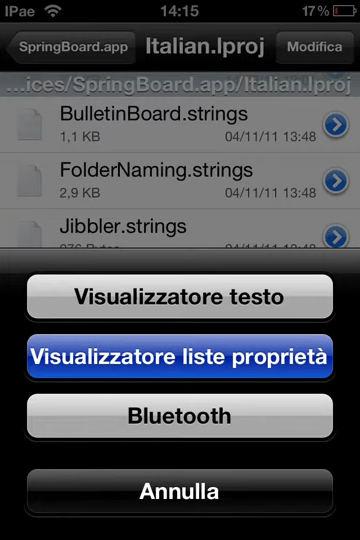 IPae 14:15 17%
SpringBoard.app Italian.lproj Modifica
...ices/SpringBoard.app/Italian.lproj
BulletinBoard.strings
1,1 KB 04/11/11 13:48
FolderNaming.strings
2,9 KB 04/11/11 13:48
Jibbler.strings
Visualizzatore testo
Visualizzatore liste proprietà
Bluetooth
Annulla